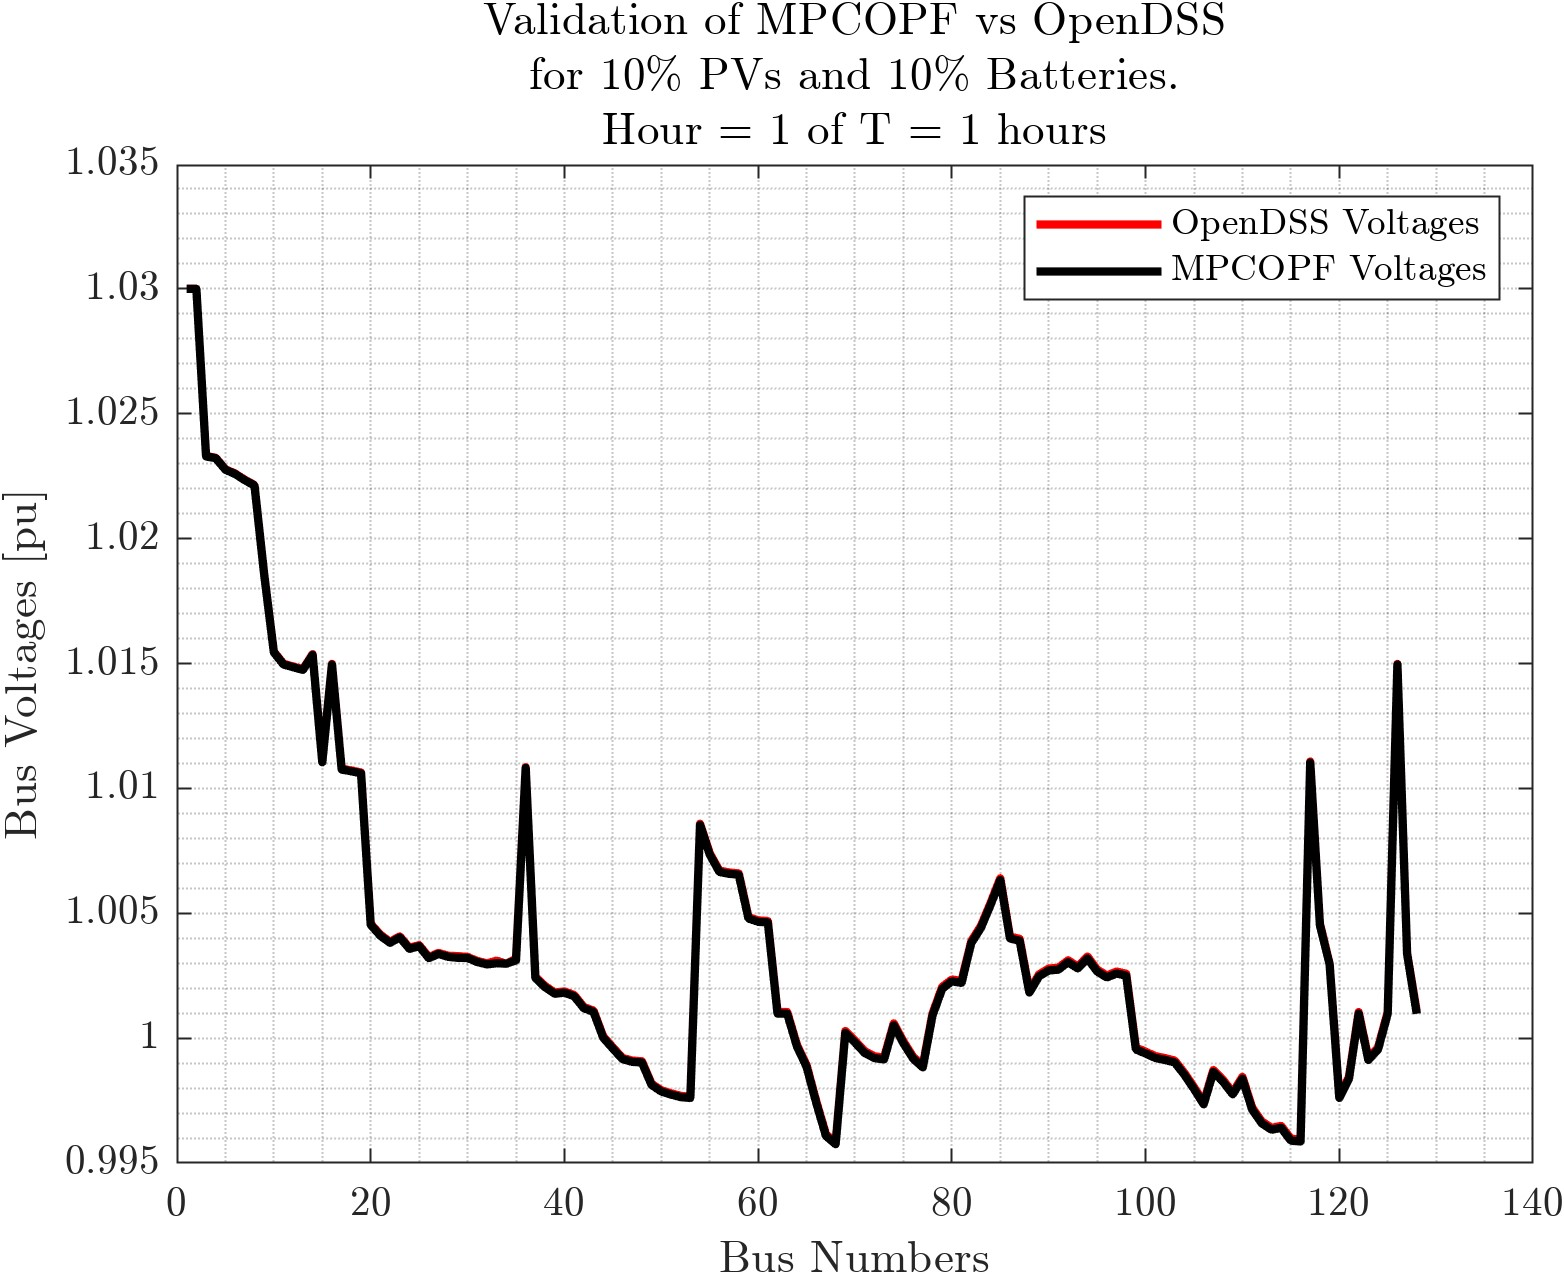 Validation of MPCOPF vs OpenDSS
for 10% PVs and 10% Batteries.
Hour = 1 of T = 1 hours
OpenDSS Voltages
MPCOPF Voltages
Bus Voltages [pu]
1.035
1.03
1.025
1.02
1.015
1.01
1.005
1
0.995
0 20 40 60 80 100 120 140
Bus Numbers